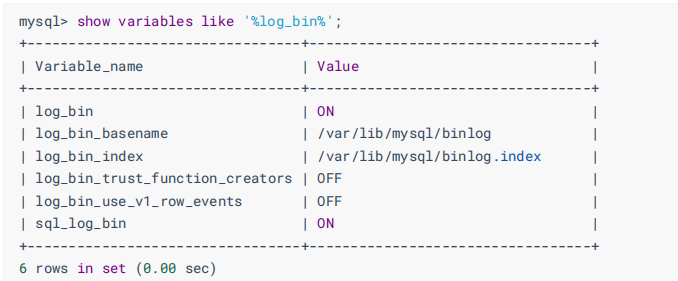 mysql> show variables like '%log_bin%';
+---------------------------------+---------------------------------+
| Variable_name                   | Value                           |
+---------------------------------+---------------------------------+
| log_bin                         | ON                              |
| log_bin_basename                | /var/lib/mysql/binlog           |
| log_bin_index                   | /var/lib/mysql/binlog.index     |
| log_bin_trust_function_creators | OFF                             |
| log_bin_use_v1_row_events       | OFF                             |
| sql_log_bin                     | ON                              |
+---------------------------------+---------------------------------+
6 rows in set (0.00 sec)